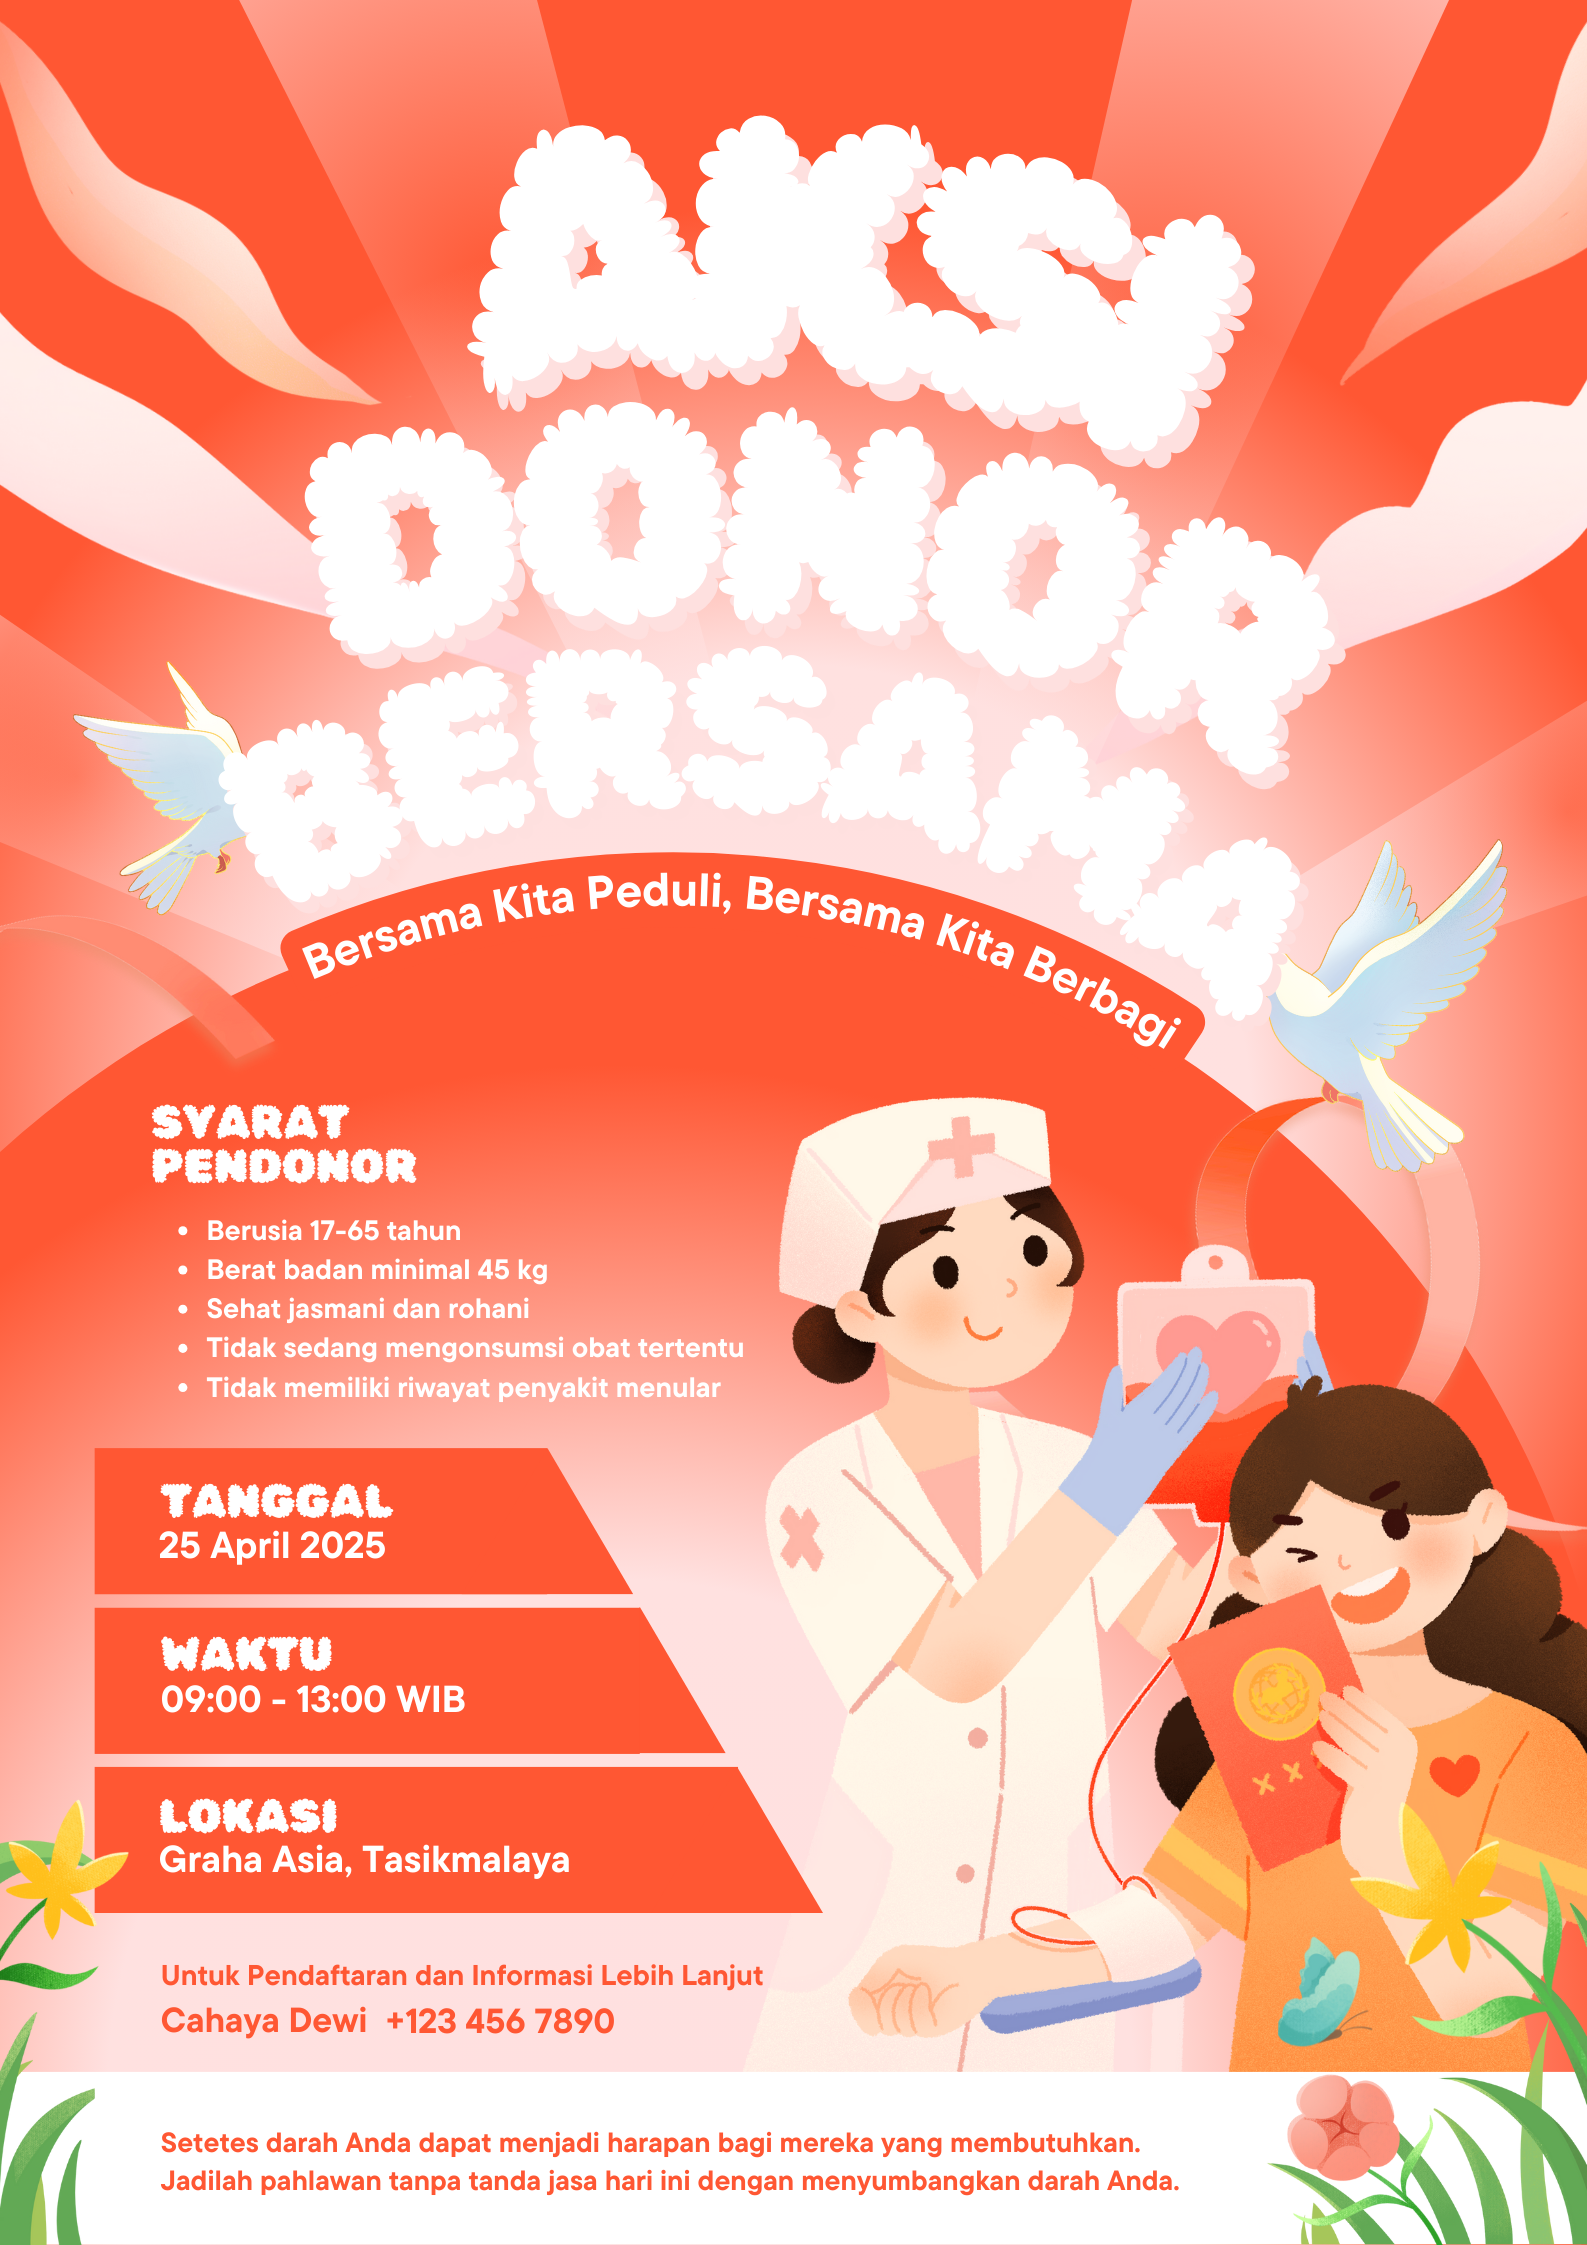 AKSI
DONOR
BERSAMA
Bersama Kita Peduli, Bersama Kita Berbagi
SYARAT
PENDONOR
• Berusia 17-65 tahun
• Berat badan minimal 45 kg
• Sehat jasmani dan rohani
• Tidak sedang mengonsumsi obat tertentu
• Tidak memiliki riwayat penyakit menular
TANGGAL
25 April 2025
WAKTU
09:00 - 13:00 WIB
LOKASI
Graha Asia, Tasikmalaya
Untuk Pendaftaran dan Informasi Lebih Lanjut
Cahaya Dewi +123 456 7890
Setetes darah Anda dapat menjadi harapan bagi mereka yang membutuhkan.
Jadilah pahlawan tanpa tanda jasa hari ini dengan menyumbangkan darah Anda.